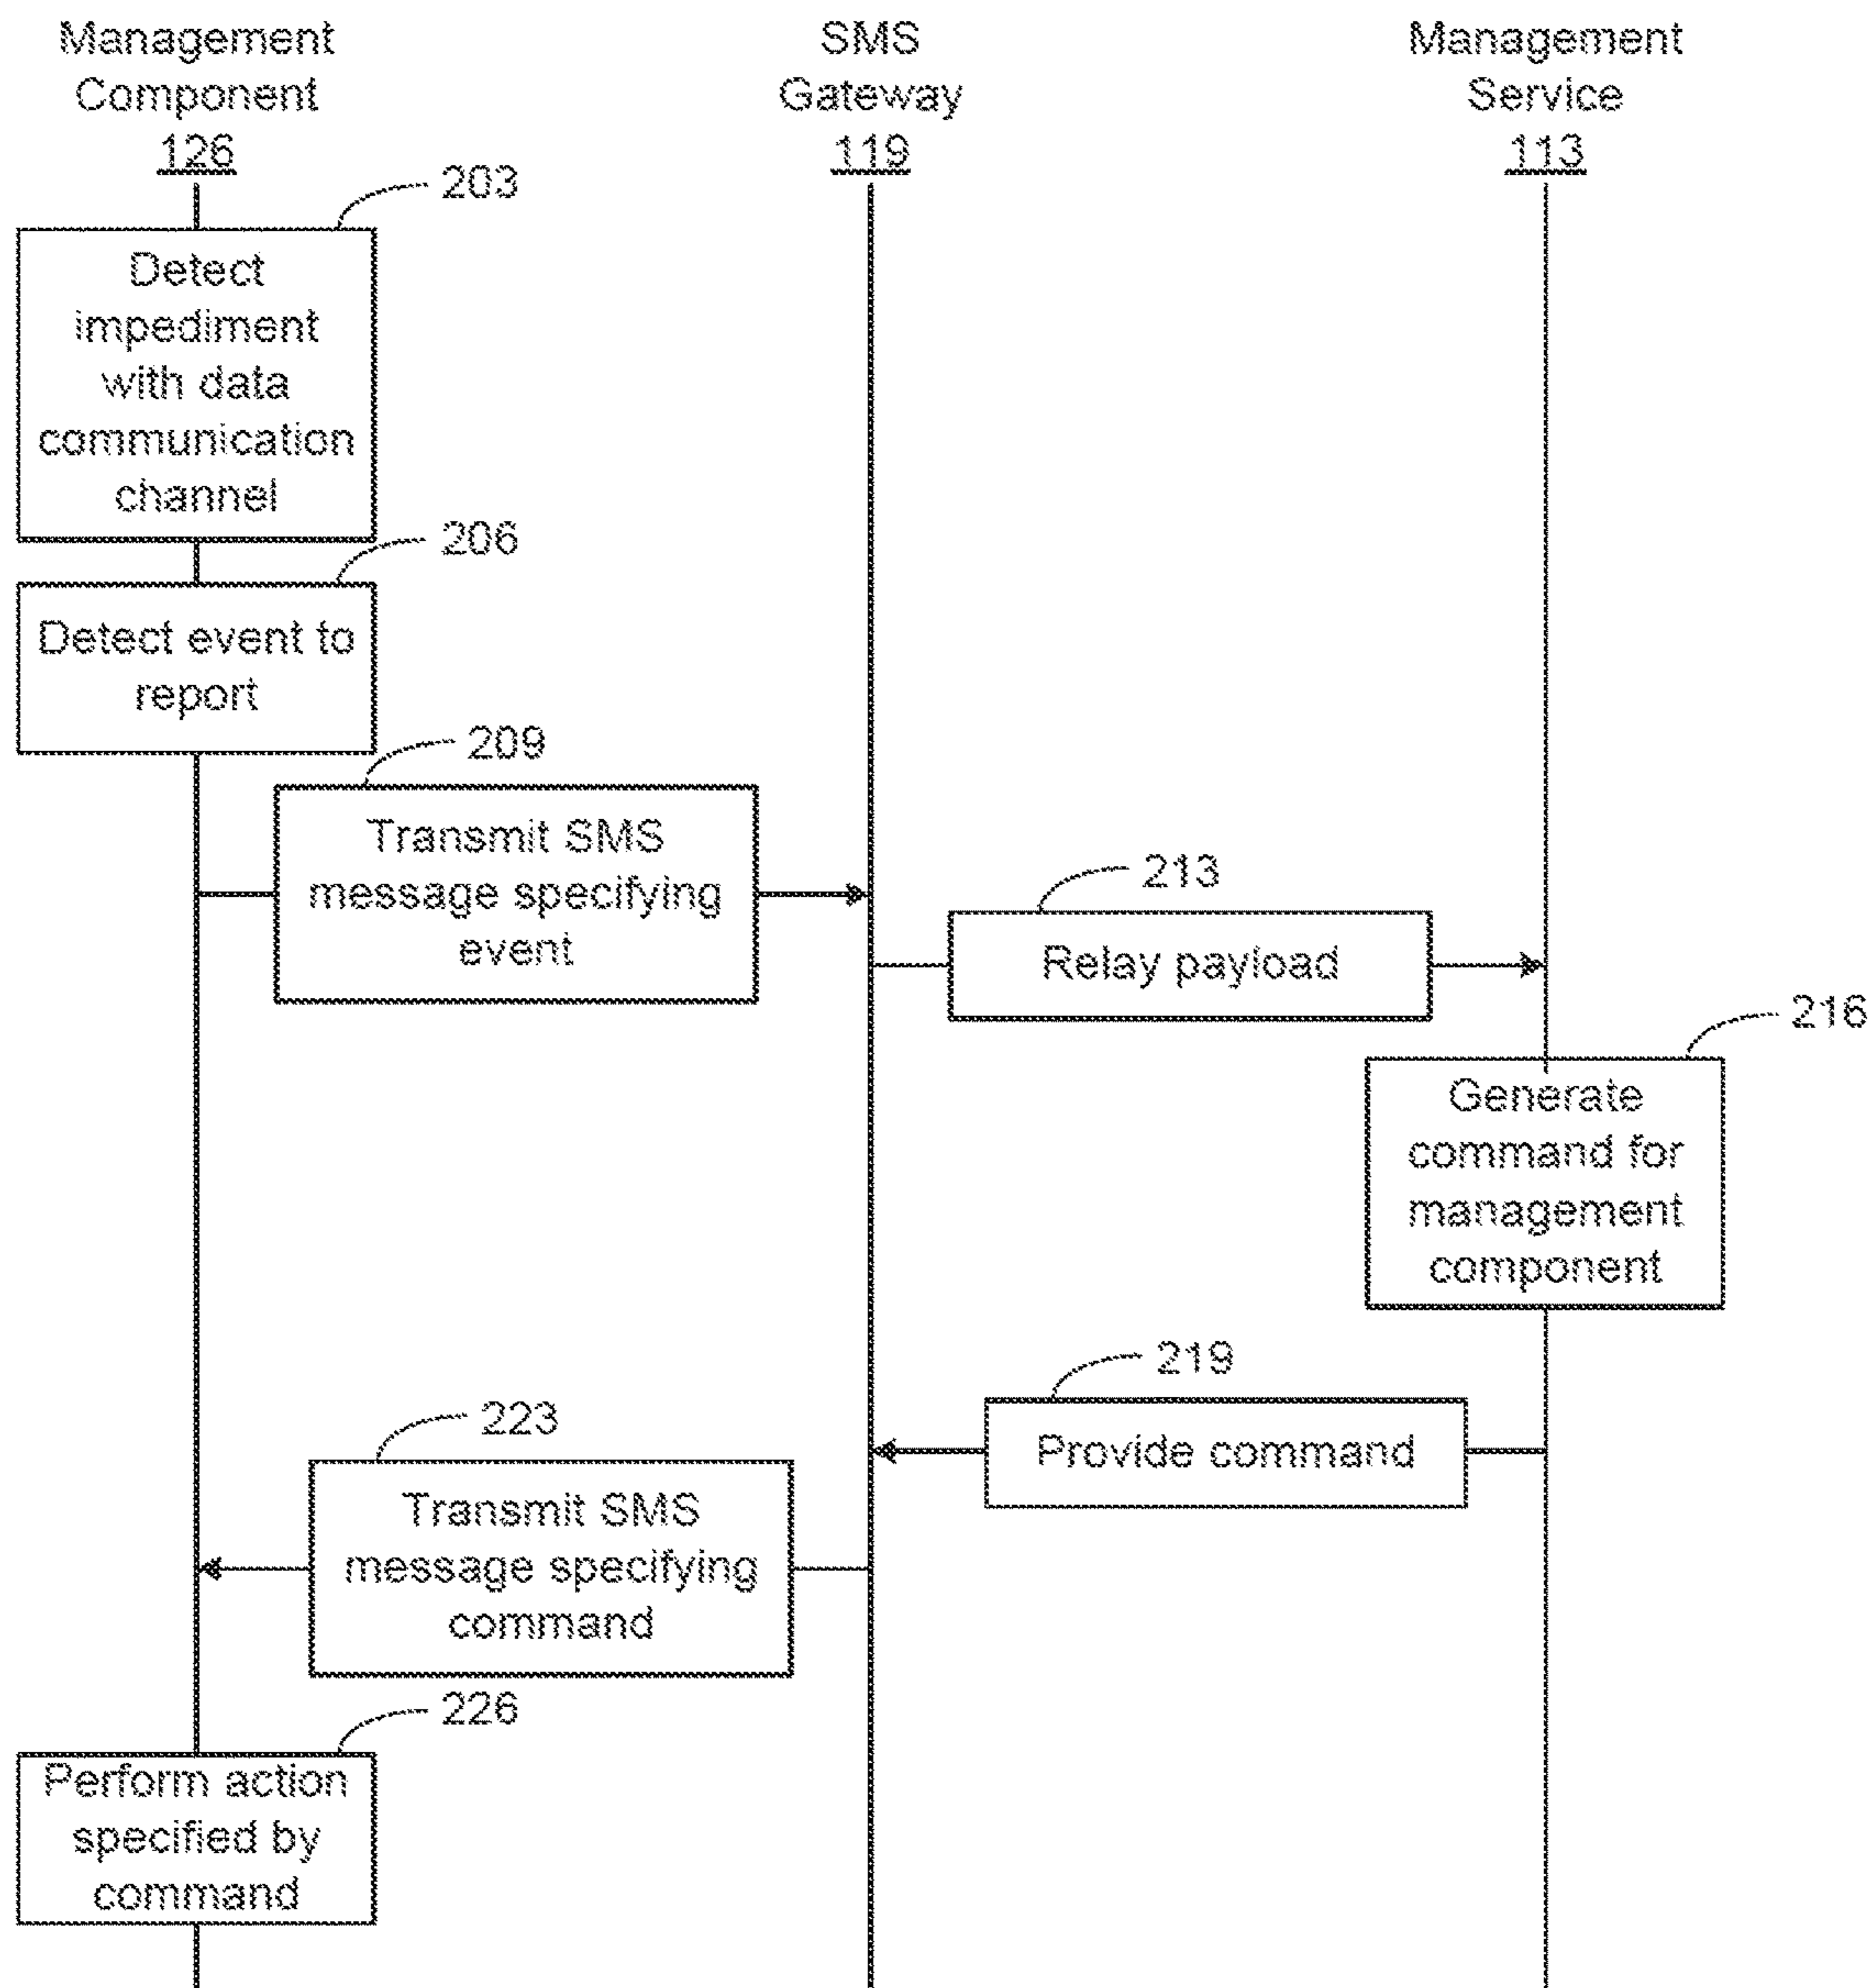 Management
Component
126
SMS
Gateway
119
Management
Service
113
203
Detect
impediment
with data
communication
channel
206
Detect event to
report
209
Transmit SMS
message specifying
event
213
Relay payload
216
Generate
command for
management
component
219
Provide command
223
Transmit SMS
message specifying
command
226
Perform action
specified by
command